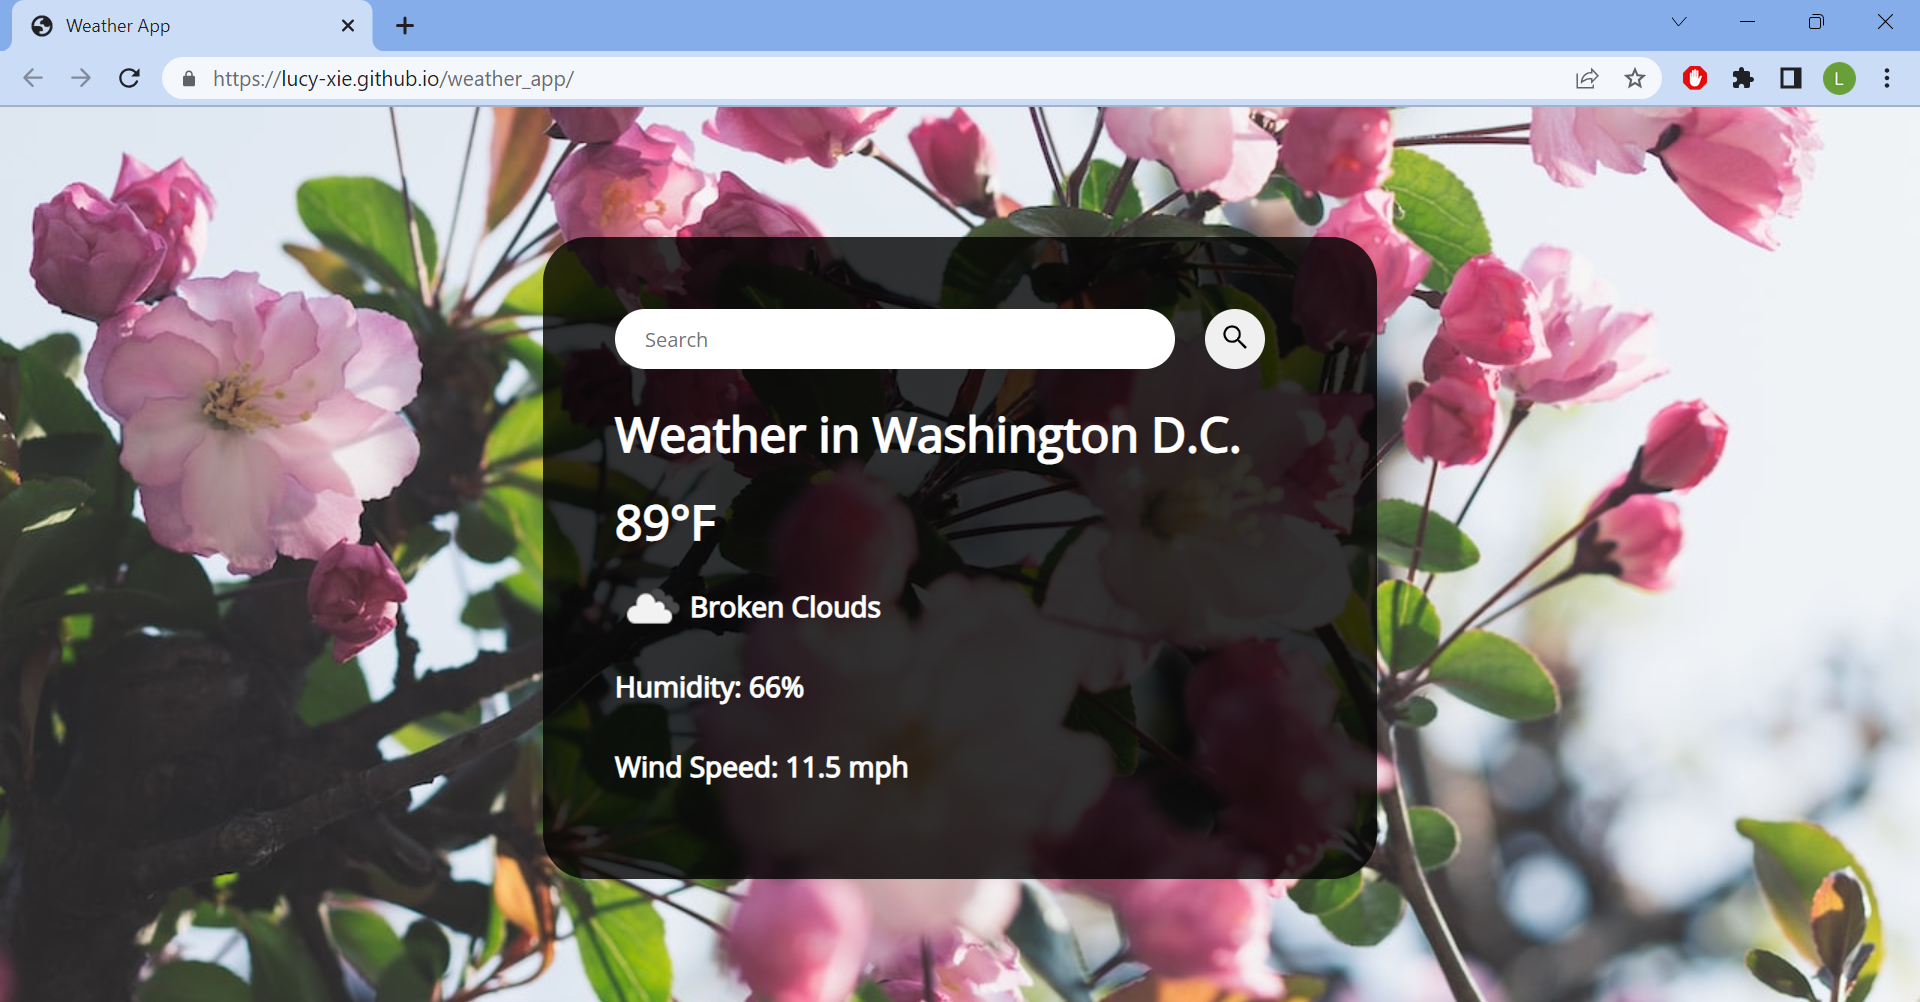 Weather App
https://lucy-xie.github.io/weather_app/
L
Search
Weather in Washington D.C.
89°F
Broken Clouds
Humidity: 66%
Wind Speed: 11.5 mph